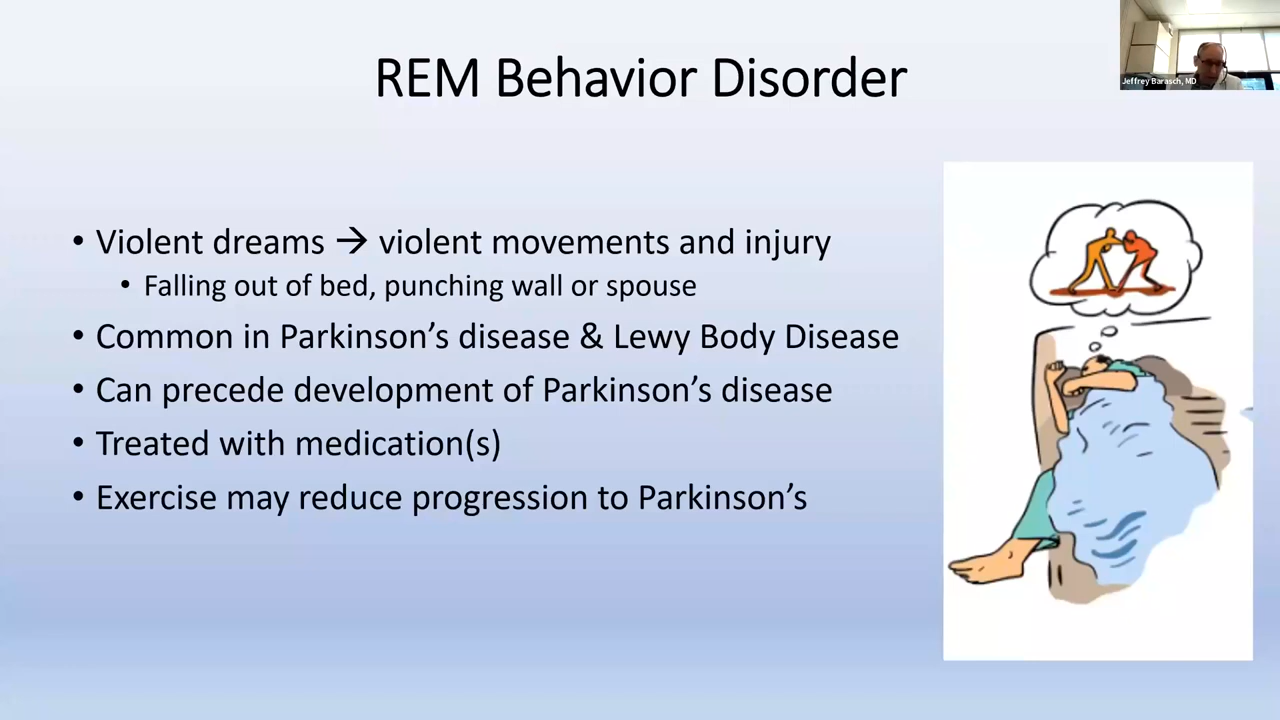 REM Behavior Disorder
Jeffrey Barasch, MD
• Violent dreams → violent movements and injury
• Falling out of bed, punching wall or spouse
• Common in Parkinson’s disease & Lewy Body Disease
• Can precede development of Parkinson’s disease
• Treated with medication(s)
• Exercise may reduce progression to Parkinson’s